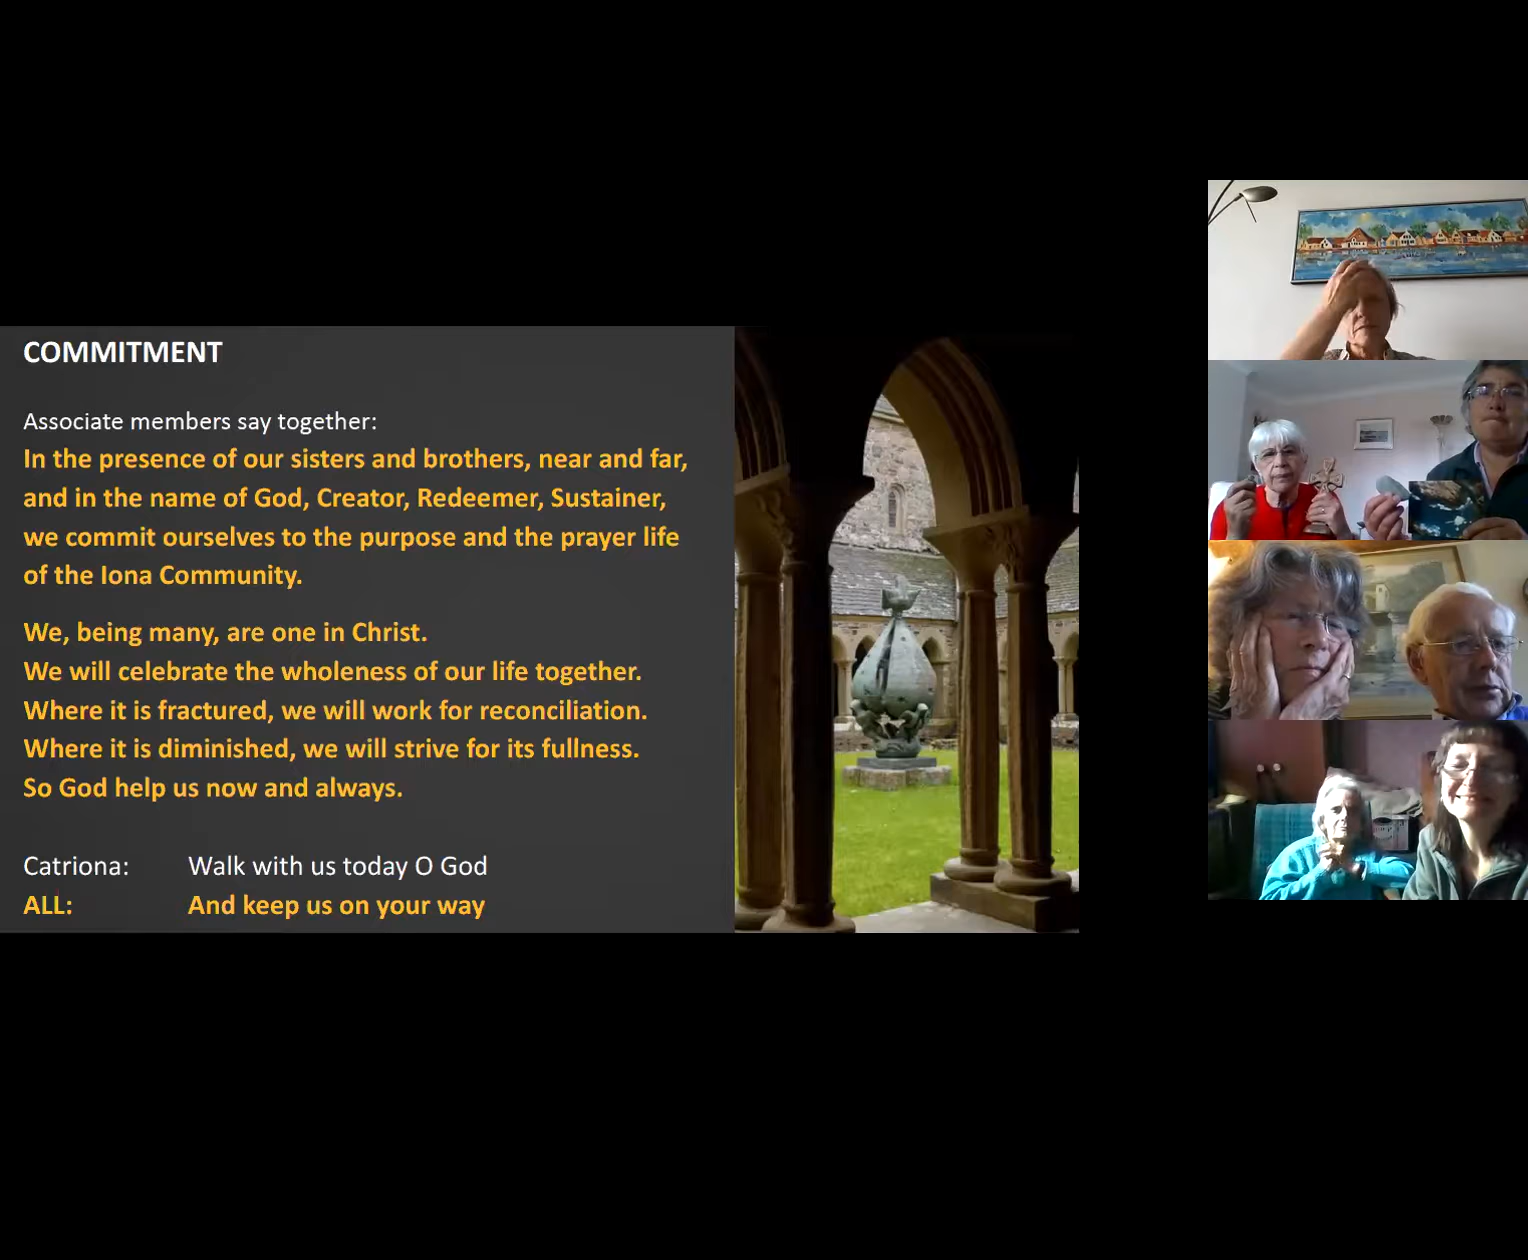 COMMITMENT
Associate members say together:
In the presence of our sisters and brothers, near and far,
and in the name of God, Creator, Redeemer, Sustainer,
we commit ourselves to the purpose and the prayer life
of the Iona Community.
We, being many, are one in Christ.
We will celebrate the wholeness of our life together.
Where it is fractured, we will work for reconciliation.
Where it is diminished, we will strive for its fullness.
So God help us now and always.
Catriona: Walk with us today O God
ALL: And keep us on your way